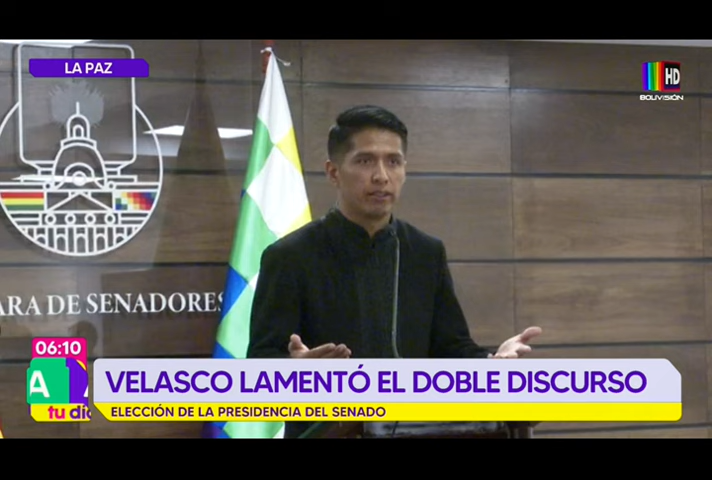 LA PAZ
HD
BOLIVISIÓN
ARA DE SENADORES
06:10
A
tu día
VELASCO LAMENTÓ EL DOBLE DISCURSO
ELECCIÓN DE LA PRESIDENCIA DEL SENADO